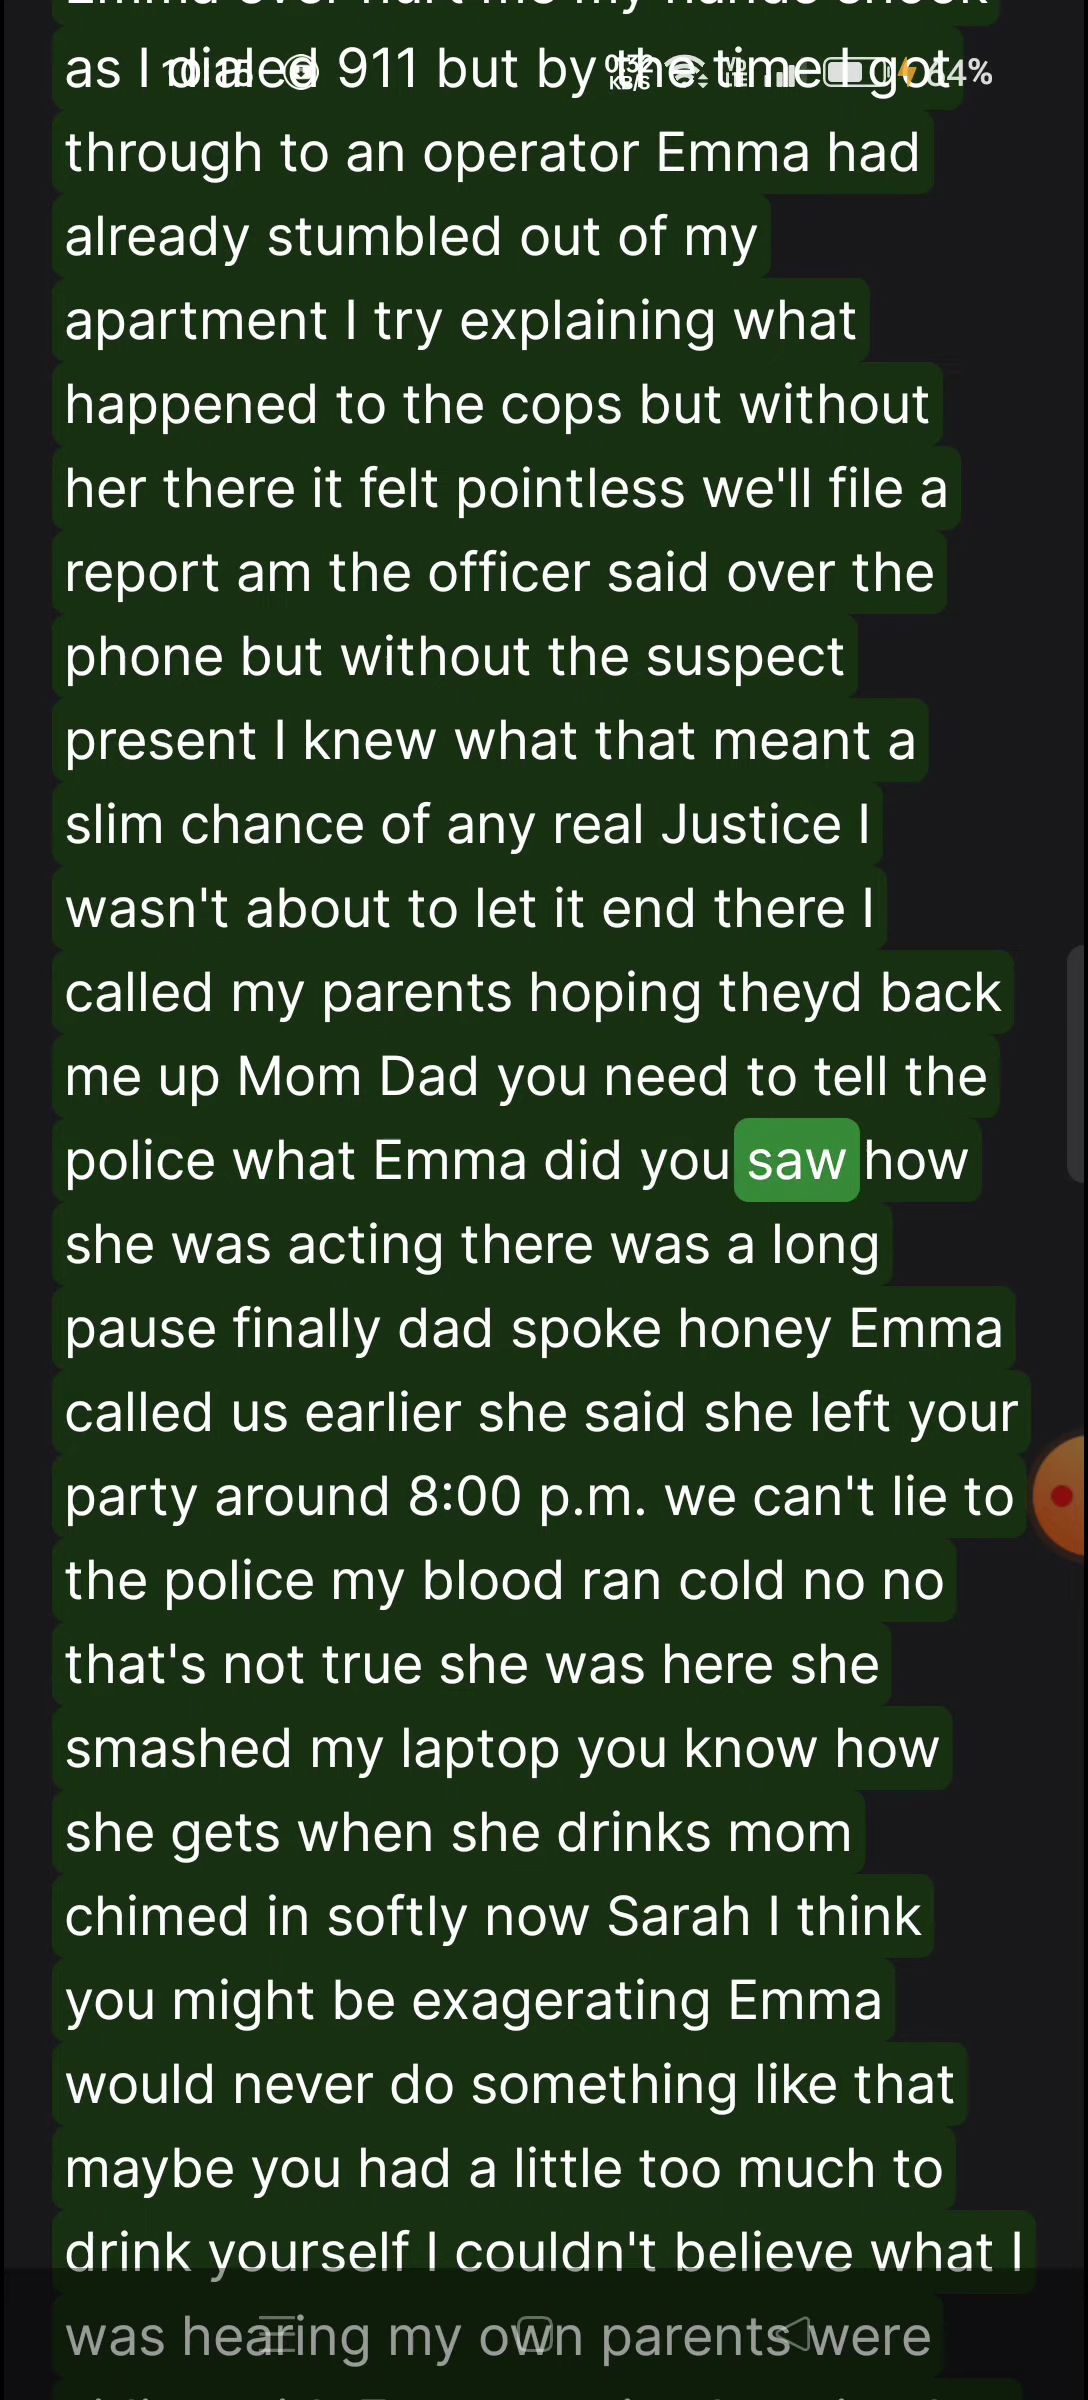 as I dialed 911 but by the time I got
through to an operator Emma had
already stumbled out of my
apartment I try explaining what
happened to the cops but without
her there it felt pointless we'll file a
report am the officer said over the
phone but without the suspect
present I knew what that meant a
slim chance of any real Justice I
wasn't about to let it end there I
called my parents hoping theyd back
me up Mom Dad you need to tell the
police what Emma did you saw how
she was acting there was a long
pause finally dad spoke honey Emma
called us earlier she said she left your
party around 8:00 p.m. we can't lie to
the police my blood ran cold no no
that's not true she was here she
smashed my laptop you know how
she gets when she drinks mom
chimed in softly now Sarah I think
you might be exagerating Emma
would never do something like that
maybe you had a little too much to
drink yourself I couldn't believe what I
was hearing my own parents were